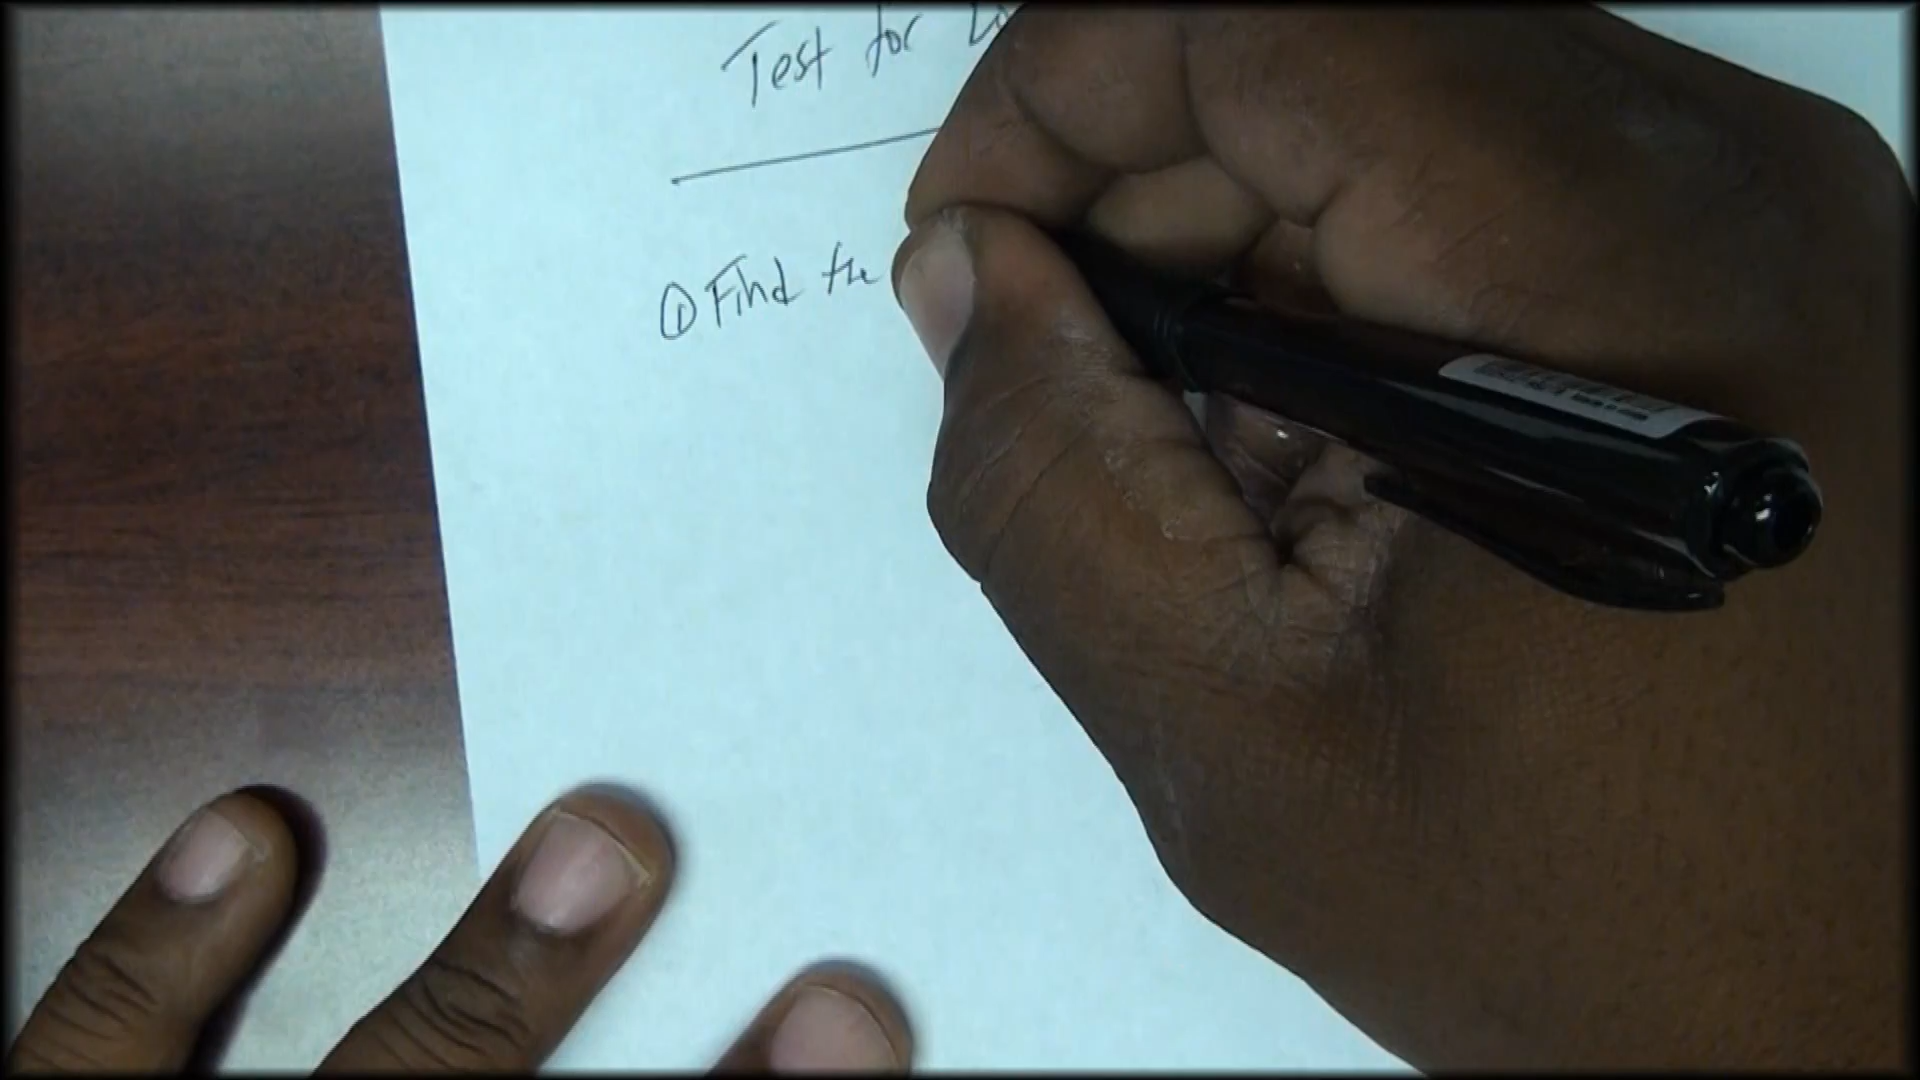 Test for
① Find the